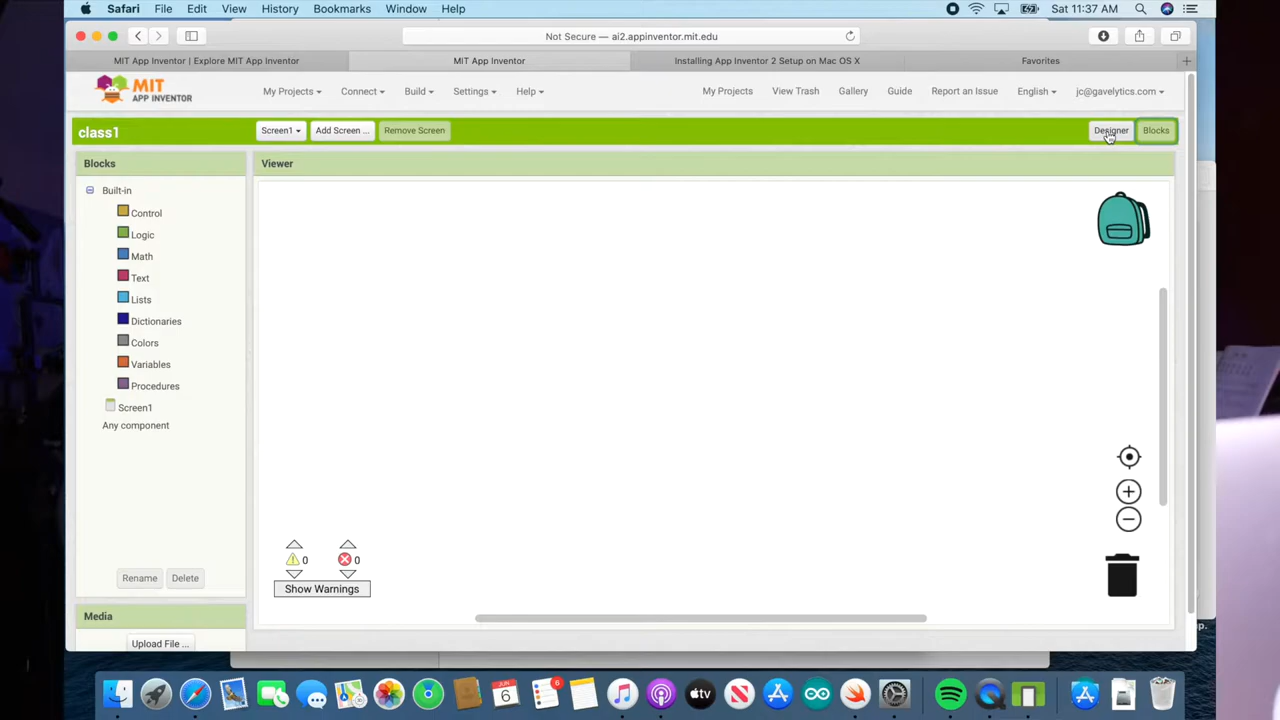 Safari File Edit View History Bookmarks Window Help Sat 11:37 AM
Not Secure — ai2.appinventor.mit.edu
MIT App Inventor | Explore MIT App Inventor MIT App Inventor Installing App Inventor 2 Setup on Mac OS X Favorites
MIT
APP INVENTOR
My Projects Connect Build Settings Help My Projects View Trash Gallery Guide Report an Issue English jc@gavelytics.com
class1 Screen1 Add Screen ... Remove Screen Designer Blocks
Blocks Viewer
Built-in
Control
Logic
Math
Text
Lists
Dictionaries
Colors
Variables
Procedures
Screen1
Any component
0 0
Show Warnings
Rename Delete
Media
Upload File ...
p.
NOV
6
6
tv